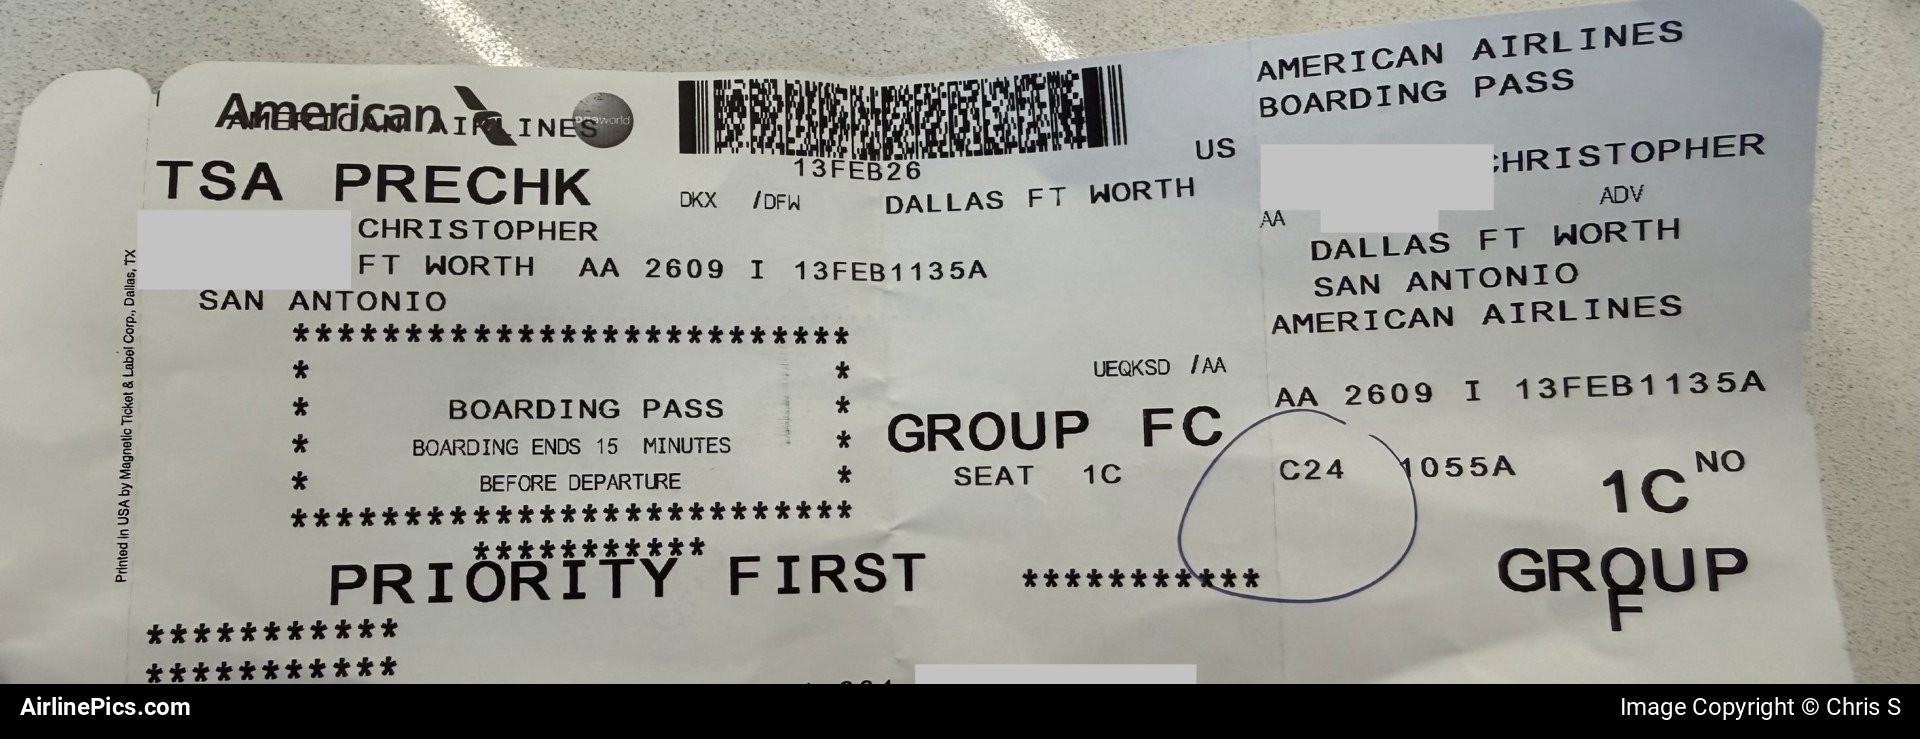 American
AMERICAN AIRLINES
oneworld
TSA PRECHK
13FEB26
US
DKX /DFW DALLAS FT WORTH
CHRISTOPHER
FT WORTH AA 2609 I 13FEB1135A
SAN ANTONIO
*************************
* *
* BOARDING PASS *
* BOARDING ENDS 15 MINUTES *
* BEFORE DEPARTURE *
*************************
UEQKSD /AA
GROUP FC
SEAT 1C
***********
PRIORITY FIRST ***********
***********
***********
Printed in USA by Magnetic Ticket & Label Corp., Dallas, TX
AMERICAN AIRLINES
BOARDING PASS
CHRISTOPHER
AA ADV
DALLAS FT WORTH
SAN ANTONIO
AMERICAN AIRLINES
AA 2609 I 13FEB1135A
C24 1055A 1C NO
GROUP
F
AirlinePics.com
Image Copyright © Chris S